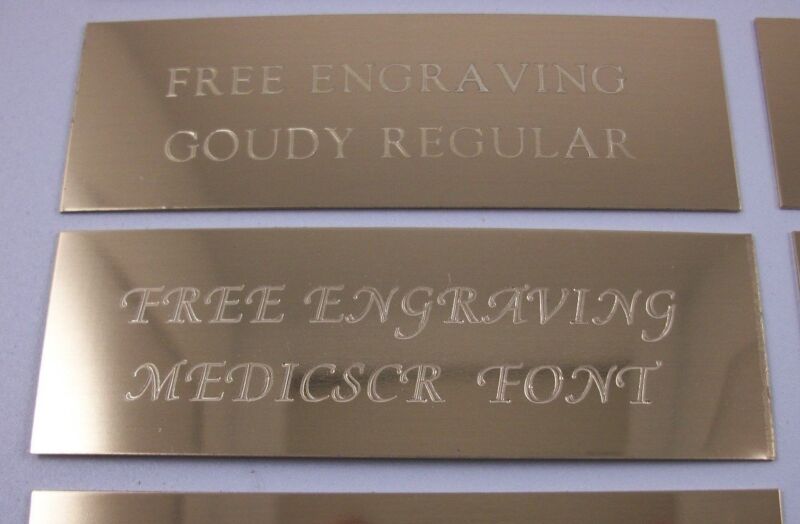 FREE ENGRAVING
GOUDY REGULAR
FREE ENGRAVING
MEDICSCR FONT